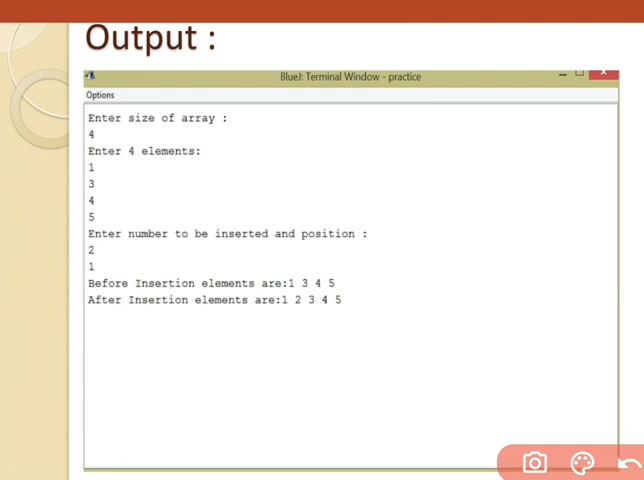 Output :
BlueJ: Terminal Window - practice
Options
Enter size of array :
4
Enter 4 elements:
1
3
4
5
Enter number to be inserted and position :
2
1
Before Insertion elements are:1 3 4 5
After Insertion elements are:1 2 3 4 5